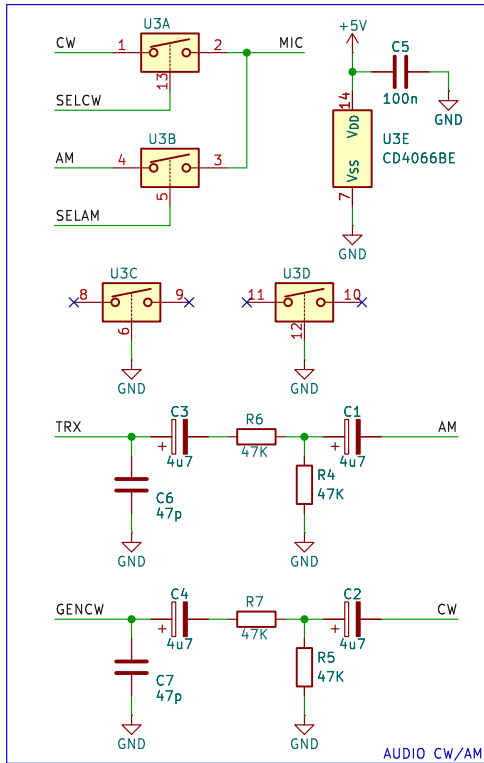 U3A
CW 1 2 MIC
13
SELCW
U3B
AM 4 3
5
SELAM
+5V
C5
100n
GND
14
VDD
U3E
CD4066BE
VSS
7
GND
U3C
8 9
6
GND
U3D
11 10
12
GND
TRX C3 R6 C1 AM
+ 4u7 47K + 4u7
C6
47p
R4
47K
GND GND
GENCW C4 R7 C2 CW
+ 4u7 47K + 4u7
C7
47p
R5
47K
GND GND
AUDIO CW/AM